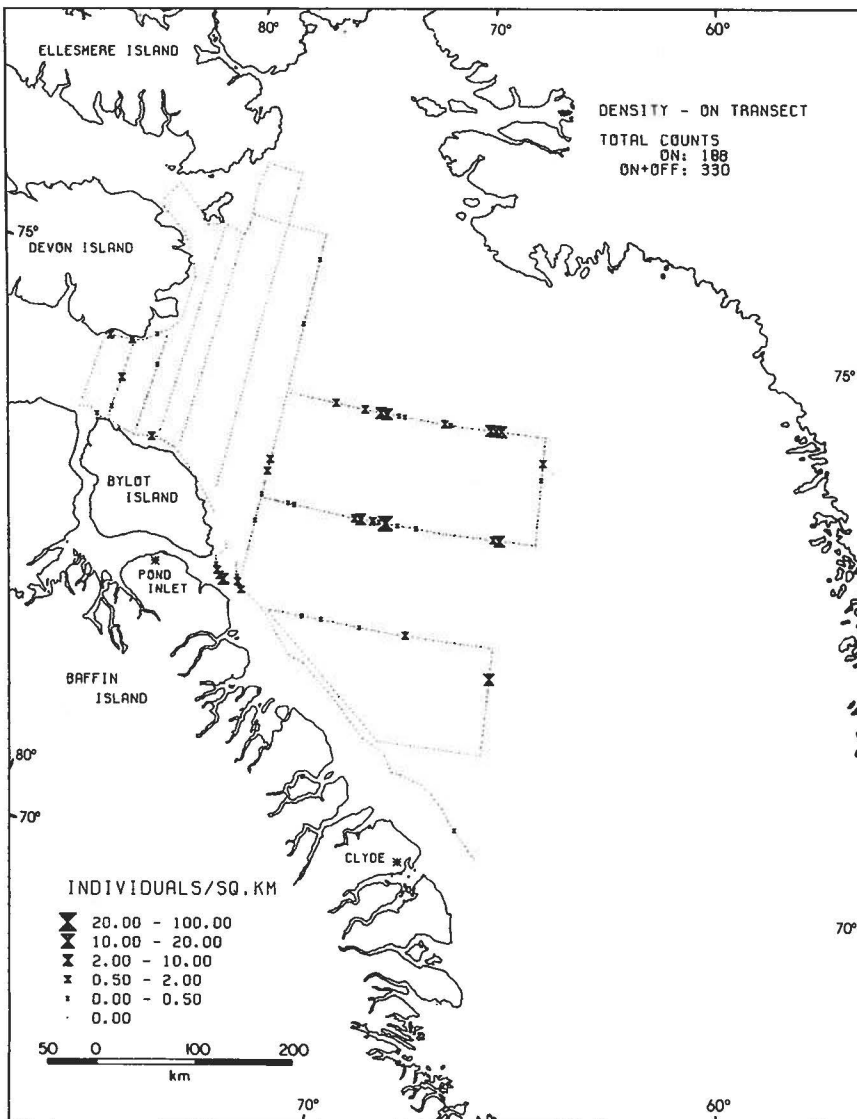 80°
70°
60°
ELLESMERE ISLAND
DENSITY - ON TRANSECT
TOTAL COUNTS
ON: 188
ON+OFF: 330
75°
DEVON ISLAND
75°
BYLOT
ISLAND
POND
INLET
BAFFIN
ISLAND
80°
70°
CLYDE
INDIVIDUALS/SQ.KM
20.00 - 100.00
10.00 - 20.00
2.00 - 10.00
0.50 - 2.00
0.00 - 0.50
0.00
70°
50 0 100 200
km
70°
60°